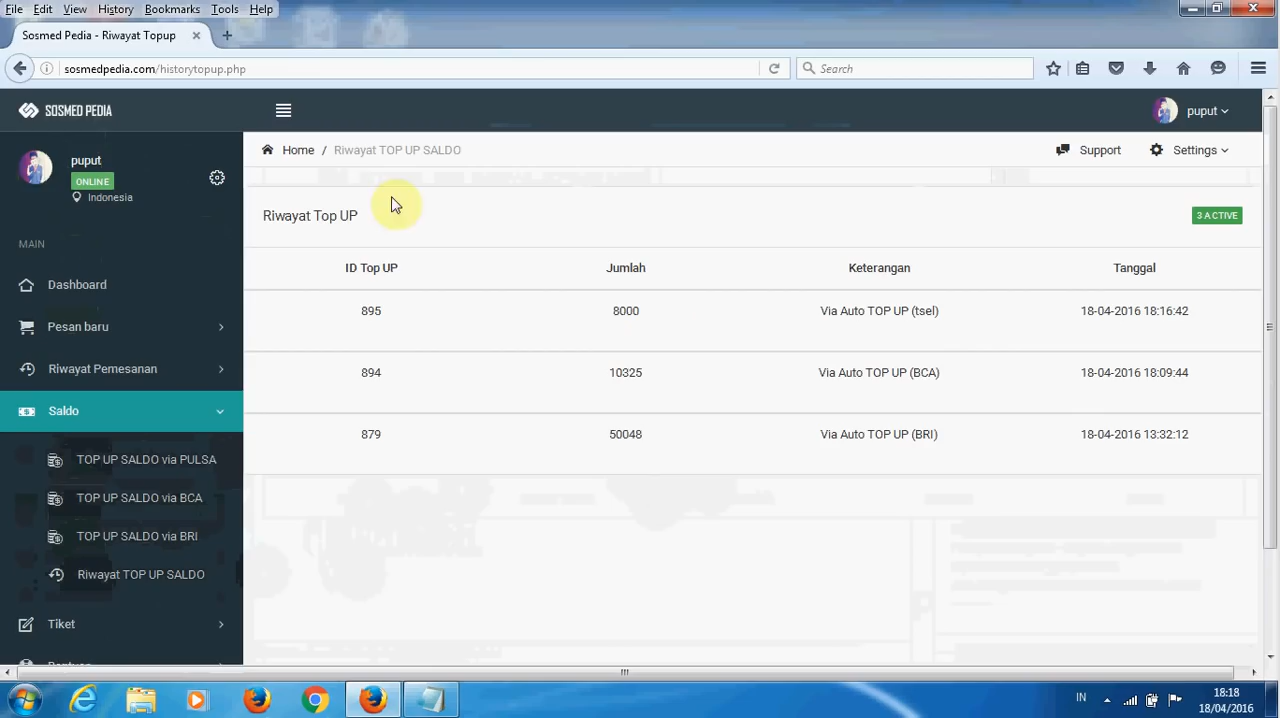 File Edit View History Bookmarks Tools Help
Sosmed Pedia - Riwayat Topup
sosmedpedia.com/historytopup.php
Search
SOSMED PEDIA
puput
puput
ONLINE
Indonesia
Home / Riwayat TOP UP SALDO
Support
Settings
MAIN
Dashboard
Pesan baru
Riwayat Pemesanan
Saldo
TOP UP SALDO via PULSA
TOP UP SALDO via BCA
TOP UP SALDO via BRI
Riwayat TOP UP SALDO
Tiket
Riwayat Top UP
3 ACTIVE
ID Top UP Jumlah Keterangan Tanggal
895 8000 Via Auto TOP UP (tsel) 18-04-2016 18:16:42
894 10325 Via Auto TOP UP (BCA) 18-04-2016 18:09:44
879 50048 Via Auto TOP UP (BRI) 18-04-2016 13:32:12
IN
18:18
18/04/2016